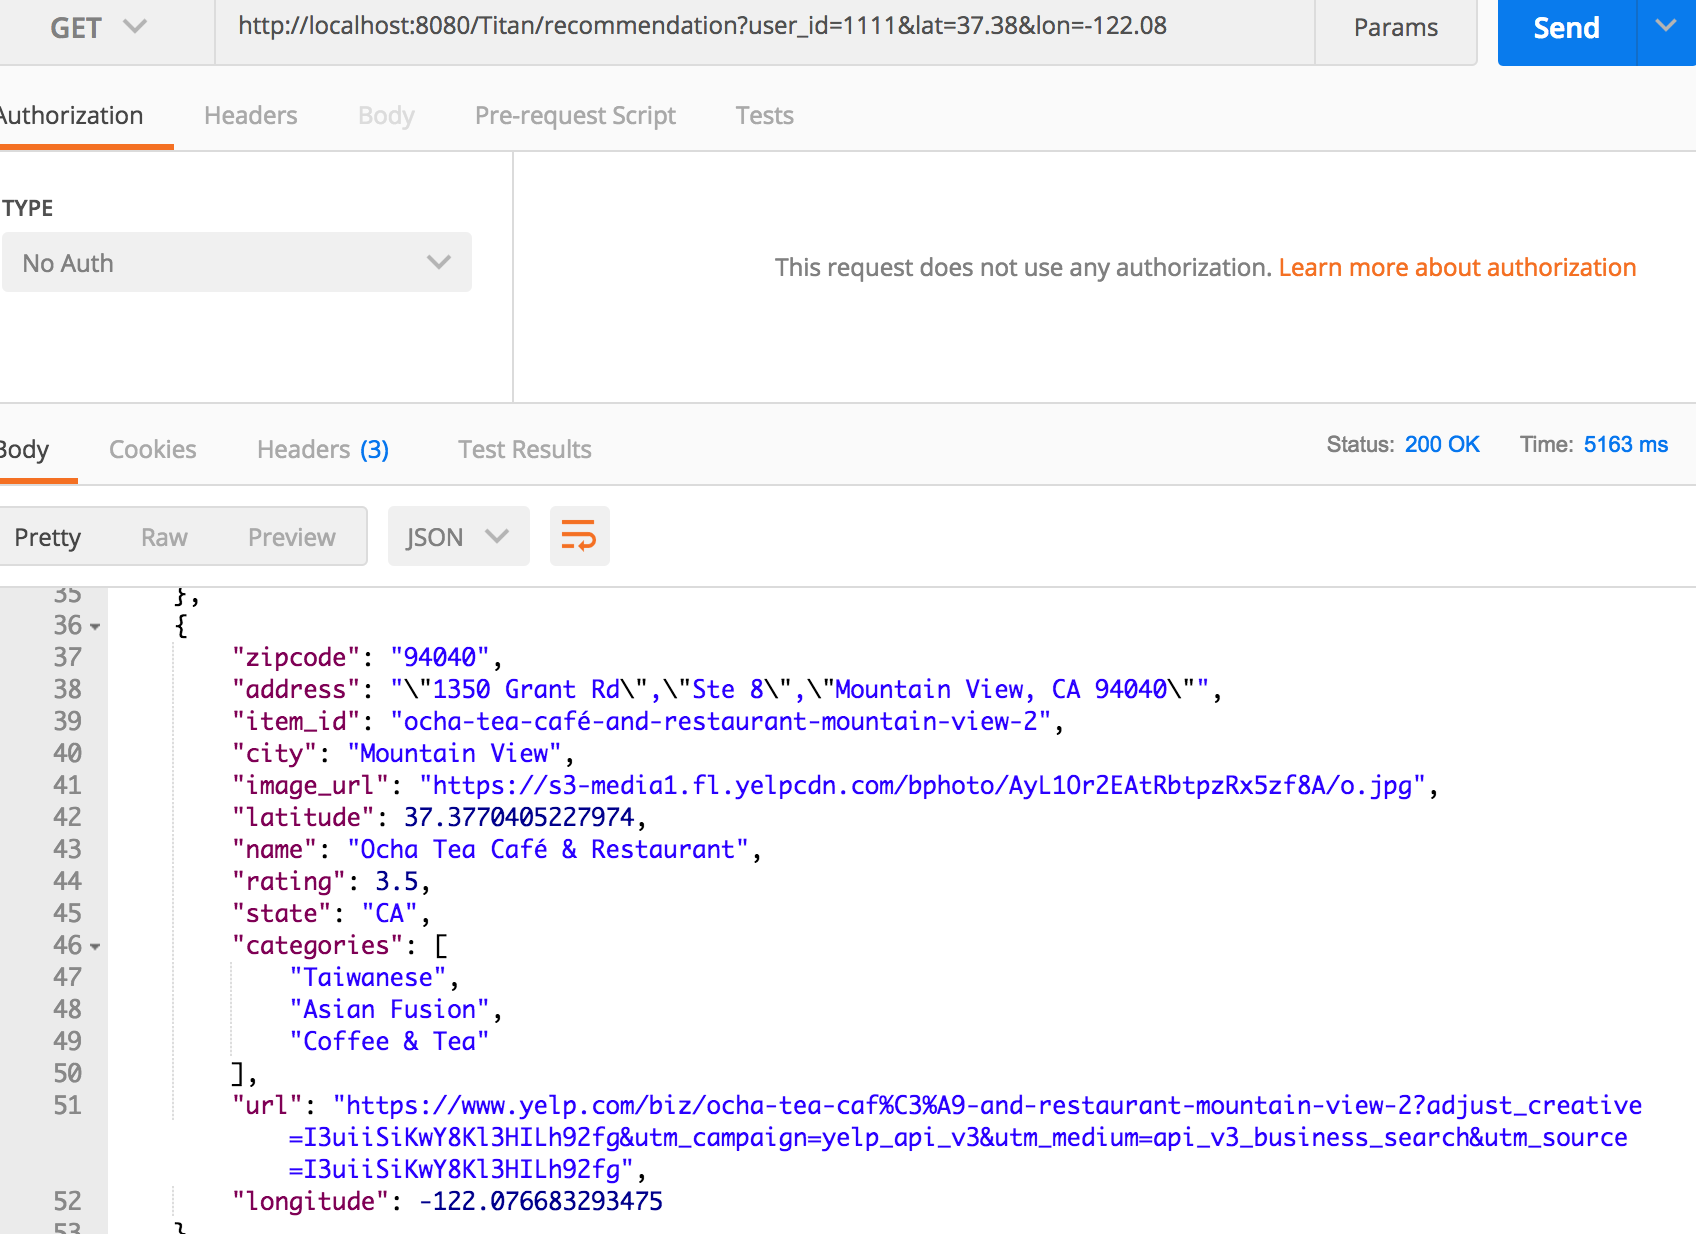 GET http://localhost:8080/Titan/recommendation?user_id=1111&lat=37.38&lon=-122.08 Params Send
Authorization Headers Body Pre-request Script Tests
TYPE
No Auth
This request does not use any authorization. Learn more about authorization
Body Cookies Headers (3) Test Results Status: 200 OK Time: 5163 ms
Pretty Raw Preview JSON
35 },
36 {
37 "zipcode": "94040",
38 "address": "\"1350 Grant Rd\",\"Ste 8\",\"Mountain View, CA 94040\"",
39 "item_id": "ocha-tea-café-and-restaurant-mountain-view-2",
40 "city": "Mountain View",
41 "image_url": "https://s3-media1.fl.yelpcdn.com/bphoto/AyL1Or2EAtRbtpzRx5zf8A/o.jpg",
42 "latitude": 37.3770405227974,
43 "name": "Ocha Tea Café & Restaurant",
44 "rating": 3.5,
45 "state": "CA",
46 "categories": [
47 "Taiwanese",
48 "Asian Fusion",
49 "Coffee & Tea"
50 ],
51 "url": "https://www.yelp.com/biz/ocha-tea-caf%C3%A9-and-restaurant-mountain-view-2?adjust_creative
=I3uiiSiKwY8Kl3HILh92fg&utm_campaign=yelp_api_v3&utm_medium=api_v3_business_search&utm_source
=I3uiiSiKwY8Kl3HILh92fg",
52 "longitude": -122.076683293475
53 }